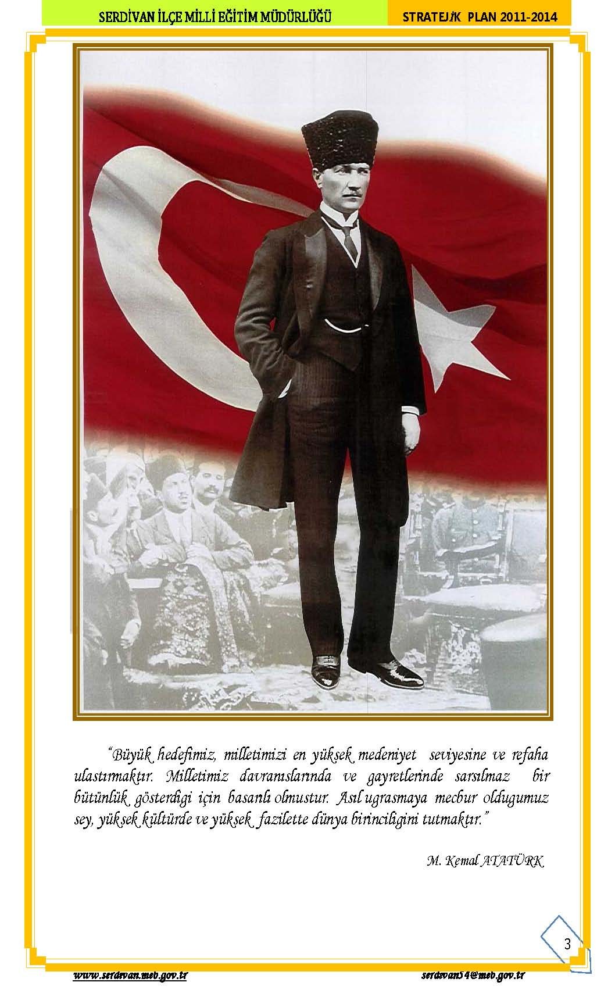 SERDİVAN İLÇE MİLLİ EĞİTİM MÜDÜRLÜĞÜ
STRATEJİK PLAN 2011-2014
“Büyük hedefimiz, milletimizi en yüksek medeniyet seviyesine ve refaha
ulastırmaktır. Milletimiz davranıslarında ve gayretlerinde sarsılmaz bir
bütünlük gösterdigi için basarılı olmustur. Asıl ugrasmaya mecbur oldugumuz
sey, yüksek kültürde ve yüksek fazilette dünya birinciligini tutmaktır.”
M. Kemal ATATÜRK
3
www.serdivan.meb.gov.tr
serdivan54@meb.gov.tr